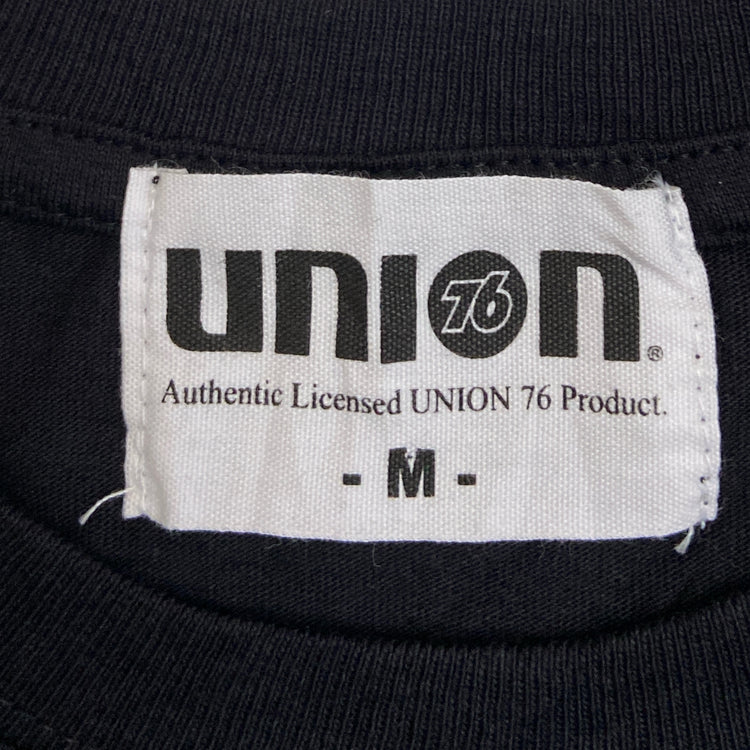 UNION 76 ®
Authentic Licensed UNION 76 Product.
- M -